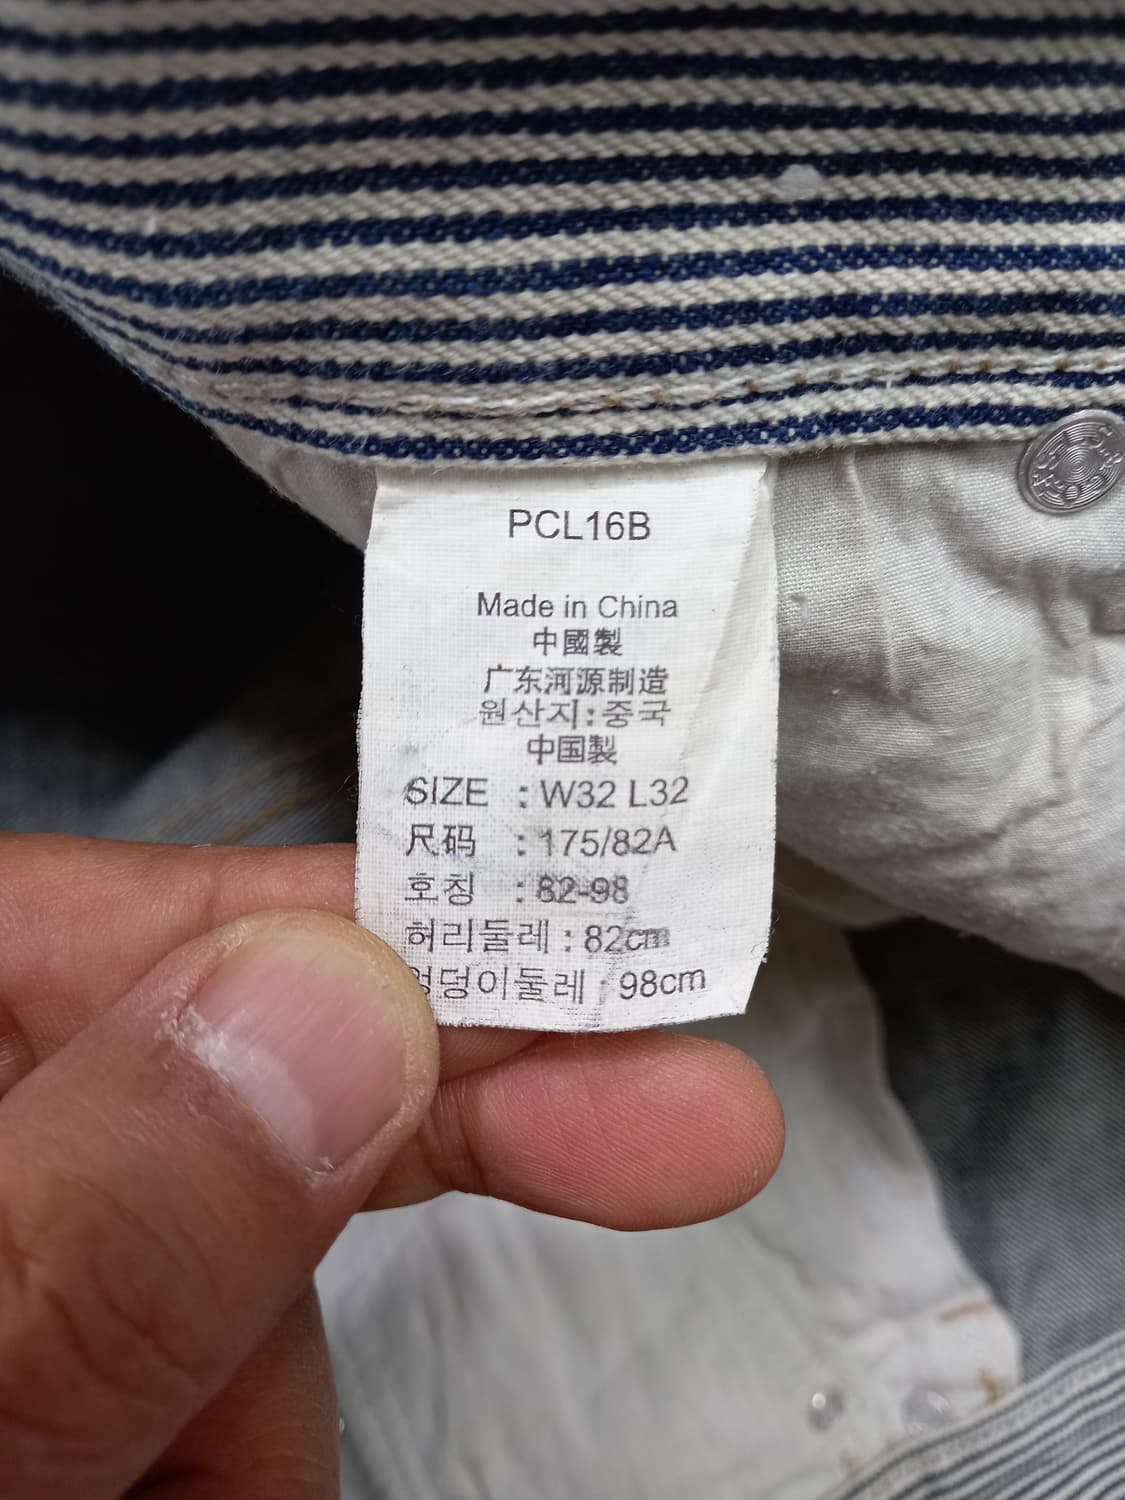 PCL16B
Made in China
中國製
广东河源制造
원산지:중국
中国製
SIZE : W32 L32
尺码 : 175/82A
호칭 : 82-98
허리둘레 : 82cm
엉덩이둘레 : 98cm